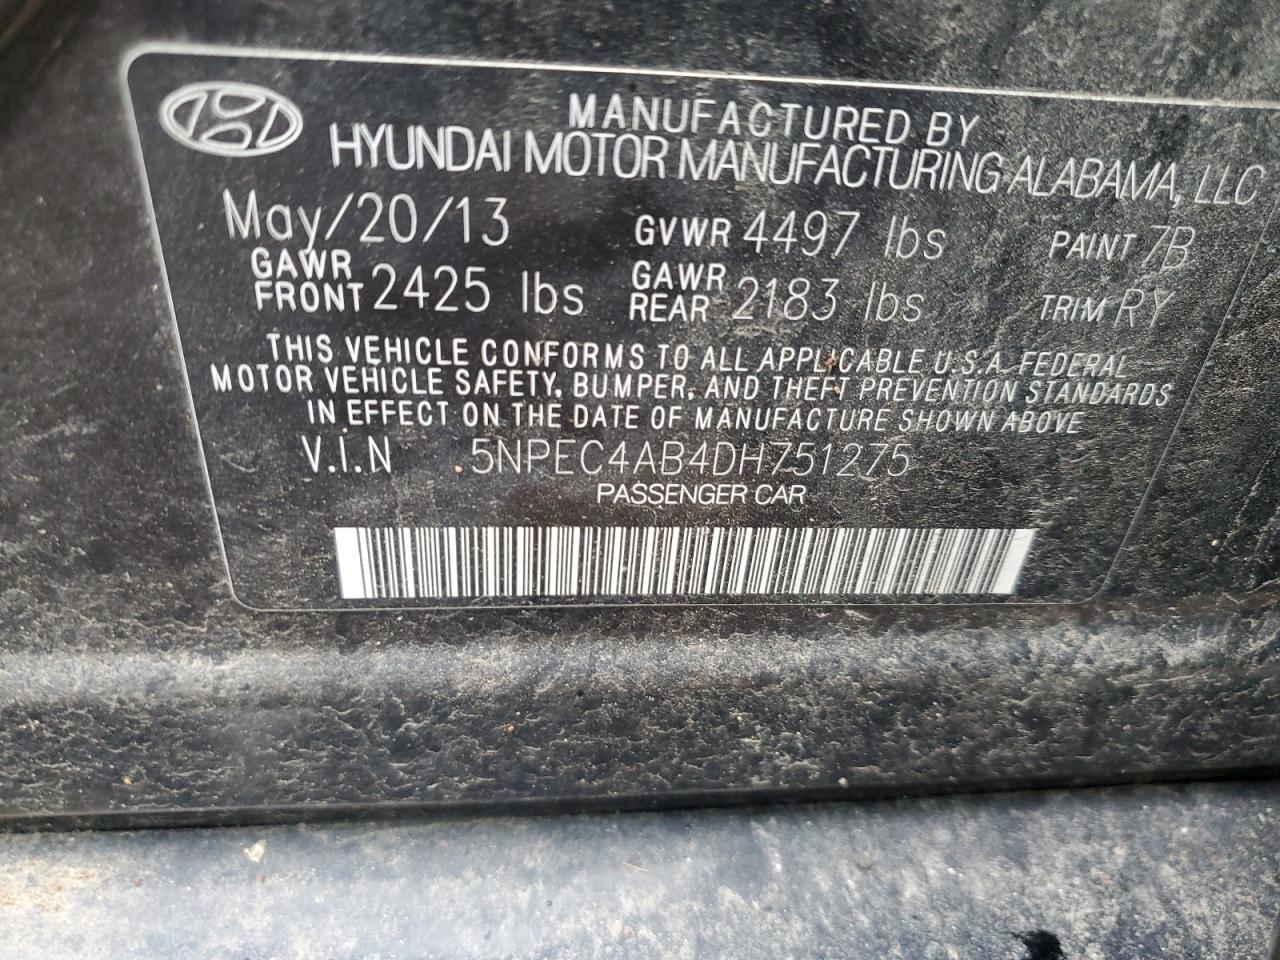 MANUFACTURED BY
HYUNDAI MOTOR MANUFACTURING ALABAMA, LLC
May/20/13 GVWR 4497 lbs PAINT 7B
GAWR FRONT 2425 lbs GAWR REAR 2183 lbs TRIM RY
THIS VEHICLE CONFORMS TO ALL APPLICABLE U.S.A. FEDERAL
MOTOR VEHICLE SAFETY, BUMPER, AND THEFT PREVENTION STANDARDS
IN EFFECT ON THE DATE OF MANUFACTURE SHOWN ABOVE
V.I.N 5NPEC4AB4DH751275
PASSENGER CAR